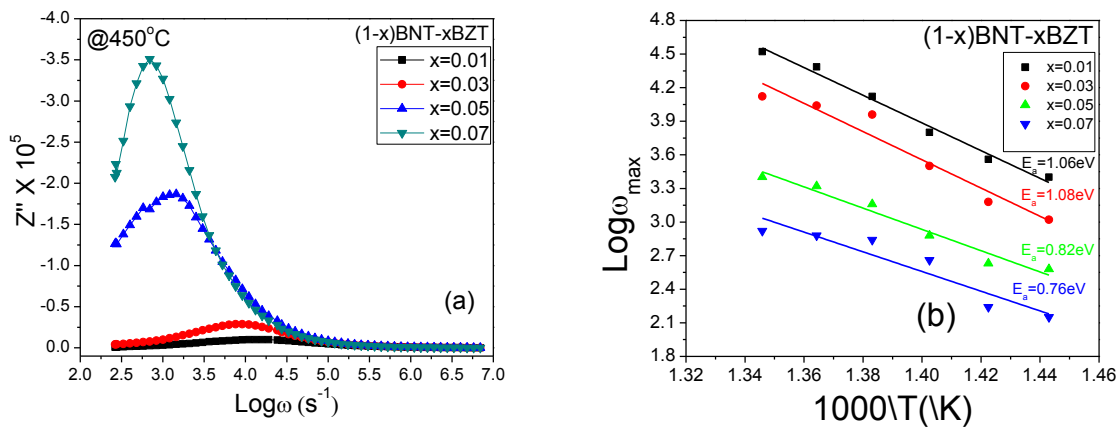 @450°C
(1-x)BNT-xBZT
x=0.01
x=0.03
x=0.05
x=0.07
-4.0
-3.5
-3.0
-2.5
-2.0
-1.5
-1.0
-0.5
0.0
Z'' X 10^5
(a)
2.0 2.5 3.0 3.5 4.0 4.5 5.0 5.5 6.0 6.5 7.0
Logω (s^-1)
(1-x)BNT-xBZT
x=0.01
x=0.03
x=0.05
x=0.07
4.8
4.5
4.2
3.9
3.6
3.3
3.0
2.7
2.4
2.1
1.8
Logω_max
E_a=1.06eV
E_a=1.08eV
E_a=0.82eV
E_a=0.76eV
(b)
1.32 1.34 1.36 1.38 1.40 1.42 1.44 1.46
1000\T(\K)